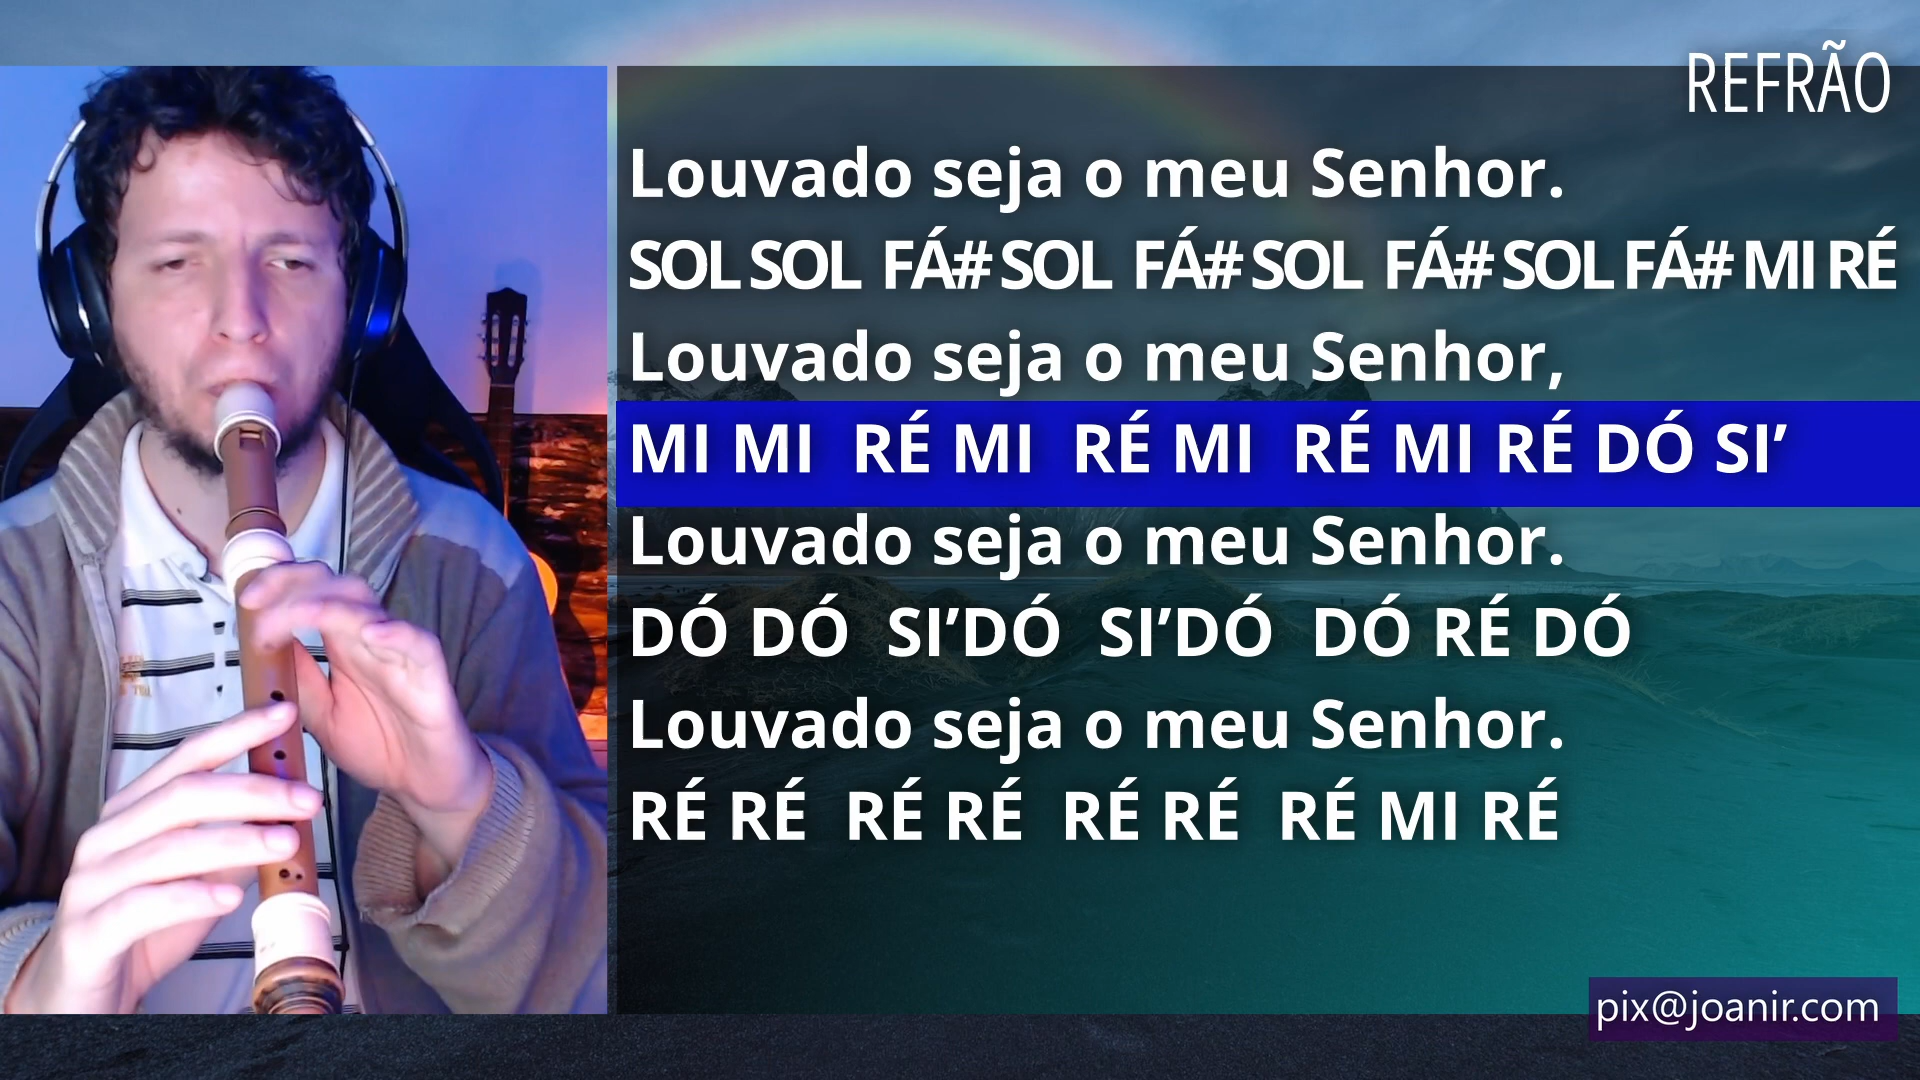 REFRÃO
Louvado seja o meu Senhor.
SOL SOL FÁ# SOL FÁ# SOL FÁ# SOL FÁ# MI RÉ
Louvado seja o meu Senhor,
MI MI RÉ MI RÉ MI RÉ MI RÉ DÓ SI’
Louvado seja o meu Senhor.
DÓ DÓ SI’DÓ SI’DÓ DÓ RÉ DÓ
Louvado seja o meu Senhor.
RÉ RÉ RÉ RÉ RÉ RÉ RÉ MI RÉ
pix@joanir.com